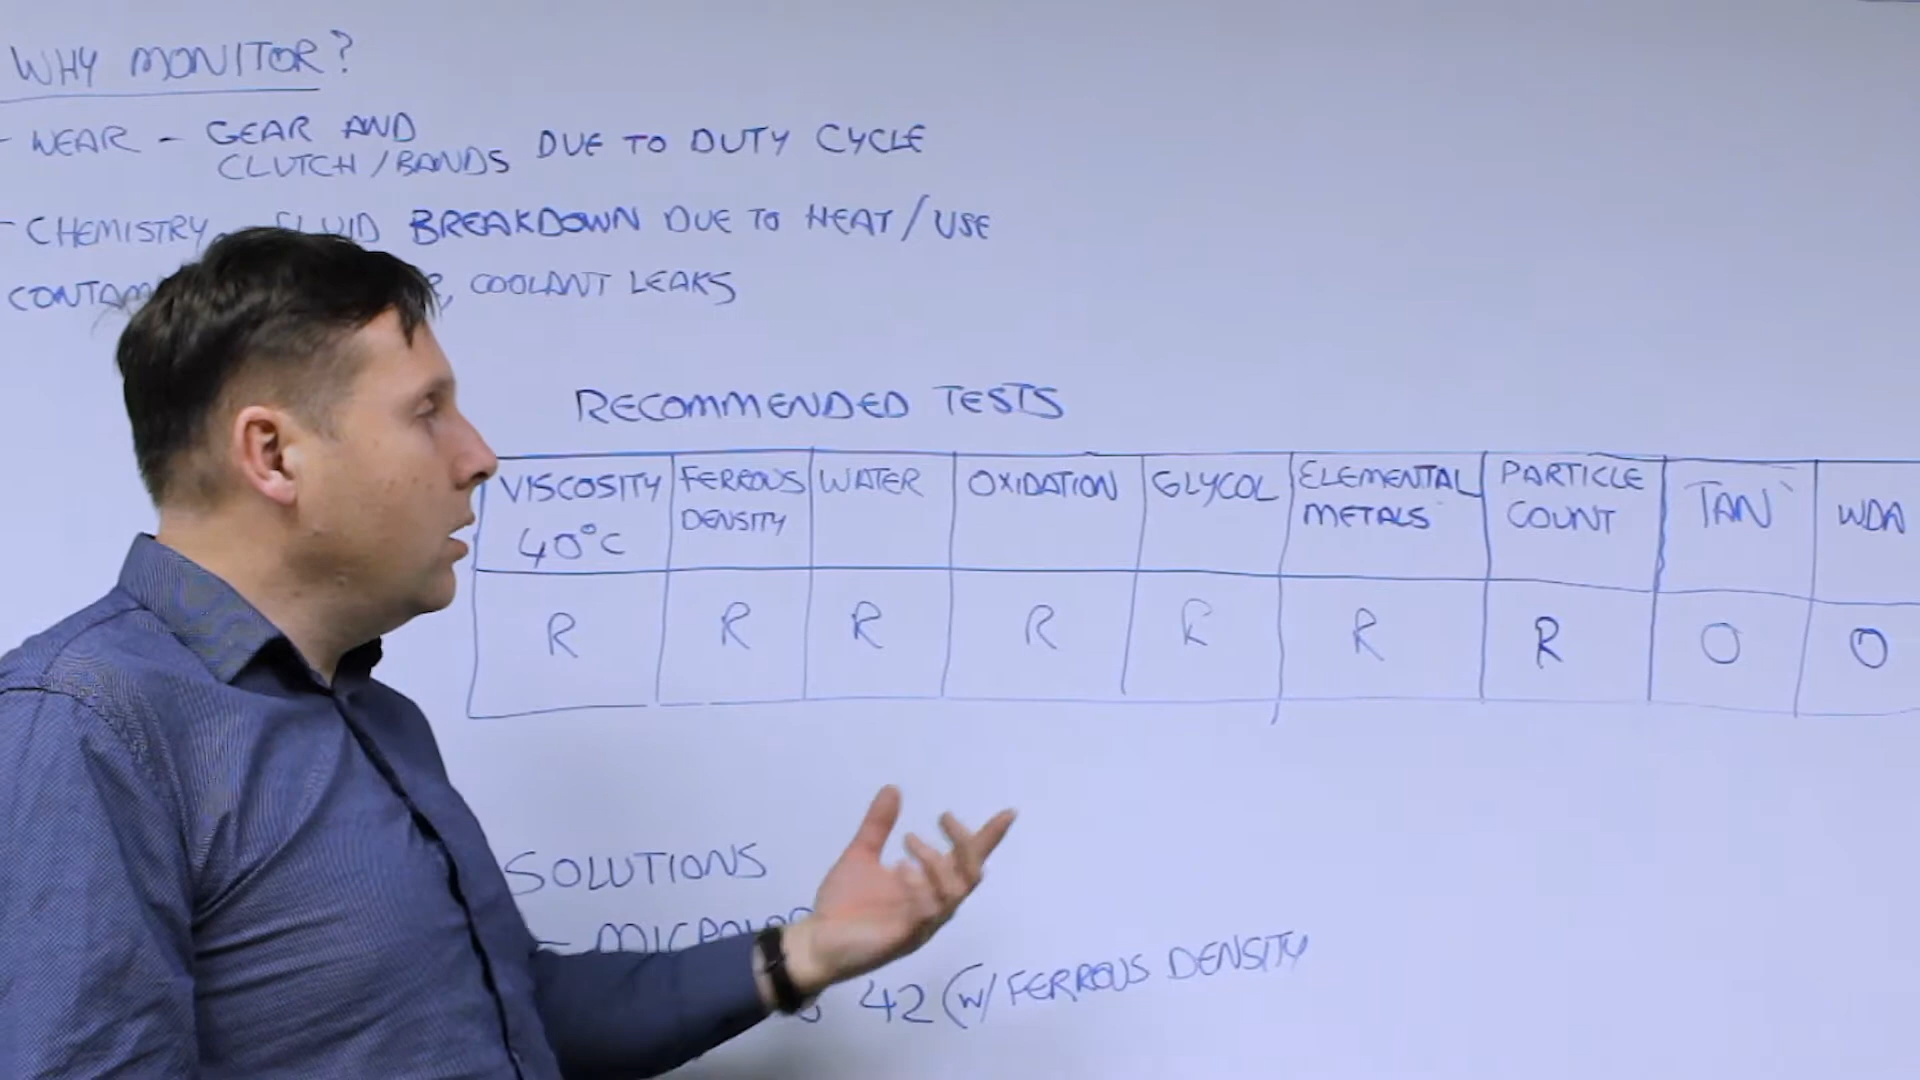 WHY MONITOR?
- WEAR - GEAR AND CLUTCH/BANDS DUE TO DUTY CYCLE
- CHEMISTRY - FLUID BREAKDOWN DUE TO HEAT/USE
COOLANT LEAKS
RECOMMENDED TESTS
VISCOSITY 40°C
FERROUS DENSITY
WATER
OXIDATION
GLYCOL
ELEMENTAL METALS
PARTICLE COUNT
TAN
WDA
R R R R R R R O O
SOLUTIONS
42 (W/ FERROUS DENSITY